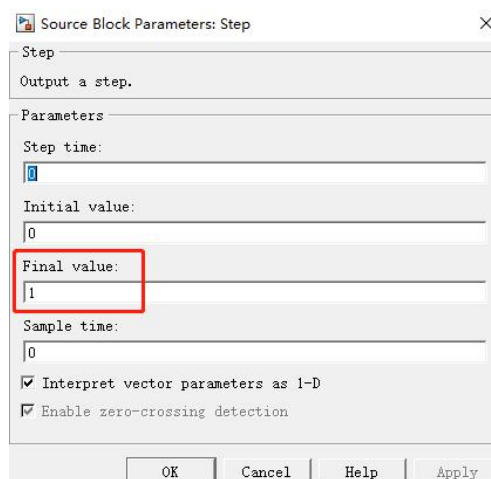 Source Block Parameters: Step
Step
Output a step.
Parameters
Step time:
0
Initial value:
0
Final value:
1
Sample time:
0
Interpret vector parameters as 1-D
Enable zero-crossing detection
OK Cancel Help Apply